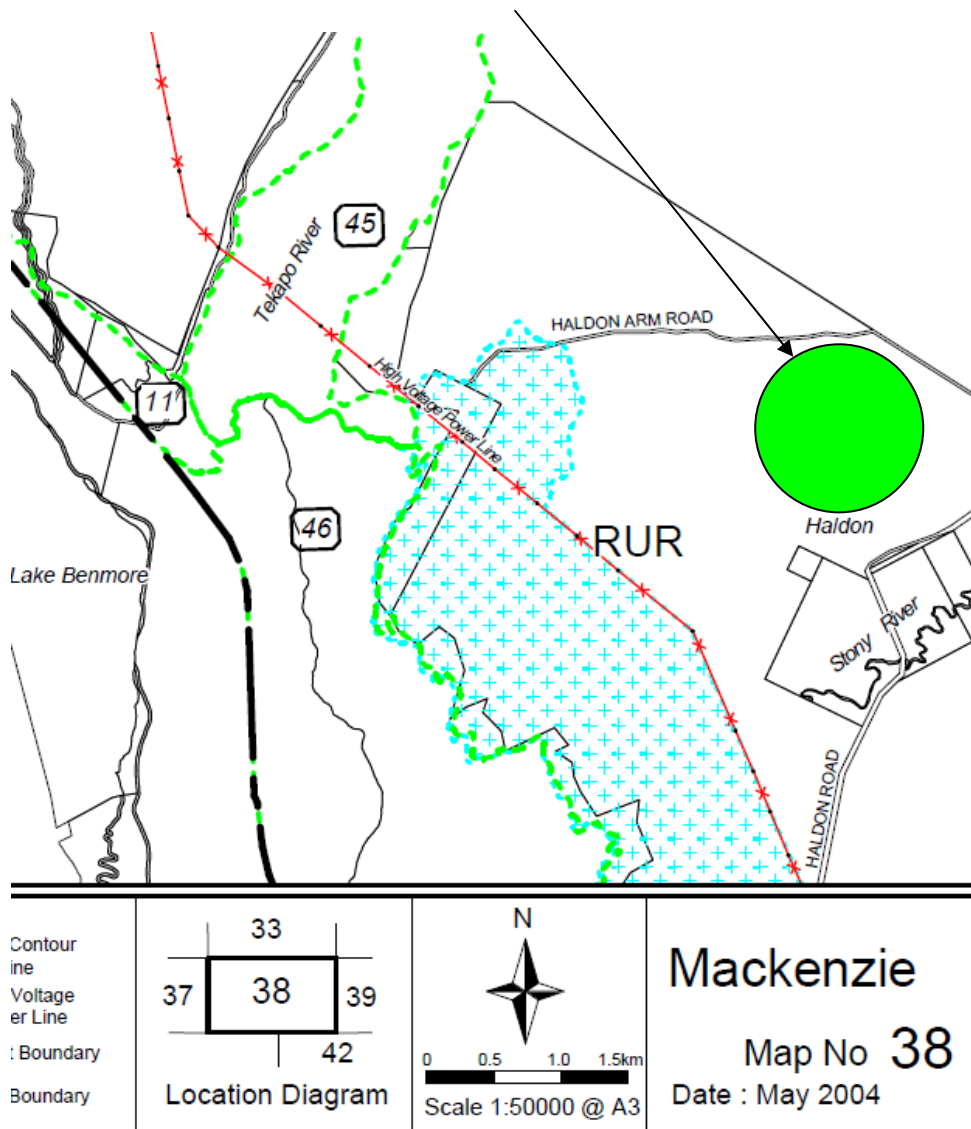 45
Tekapo River
HALDON ARM ROAD
High Voltage Power Line
11
46
RUR
Haldon
Lake Benmore
Stony River
HALDON ROAD
Contour
ine
Voltage
er Line
Boundary
Boundary
33
37
38
39
42
Location Diagram
N
0 0.5 1.0 1.5km
Scale 1:50000 @ A3
Mackenzie
Map No 38
Date : May 2004